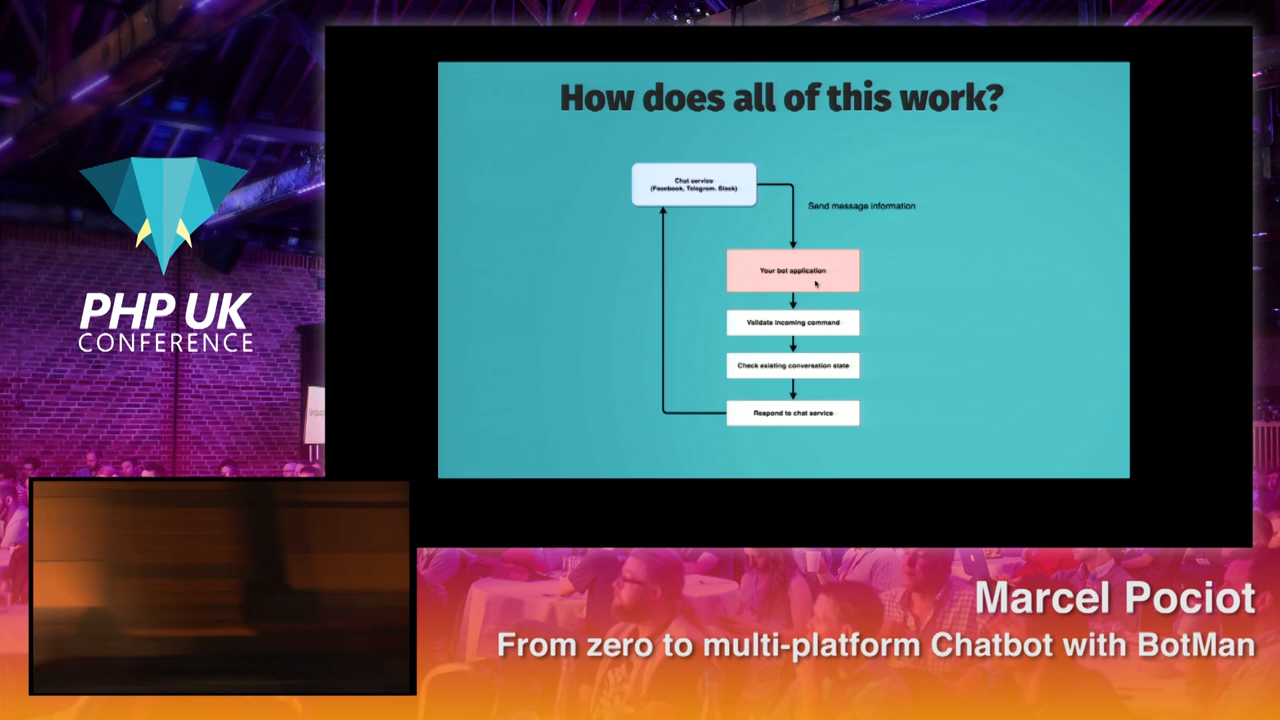 How does all of this work?
Chat service
(Facebook, Telegram, Slack)
Send message information
Your bot application
Validate incoming command
Check existing conversation state
Respond to chat service
PHP UK
CONFERENCE
Marcel Pociot
From zero to multi-platform Chatbot with BotMan